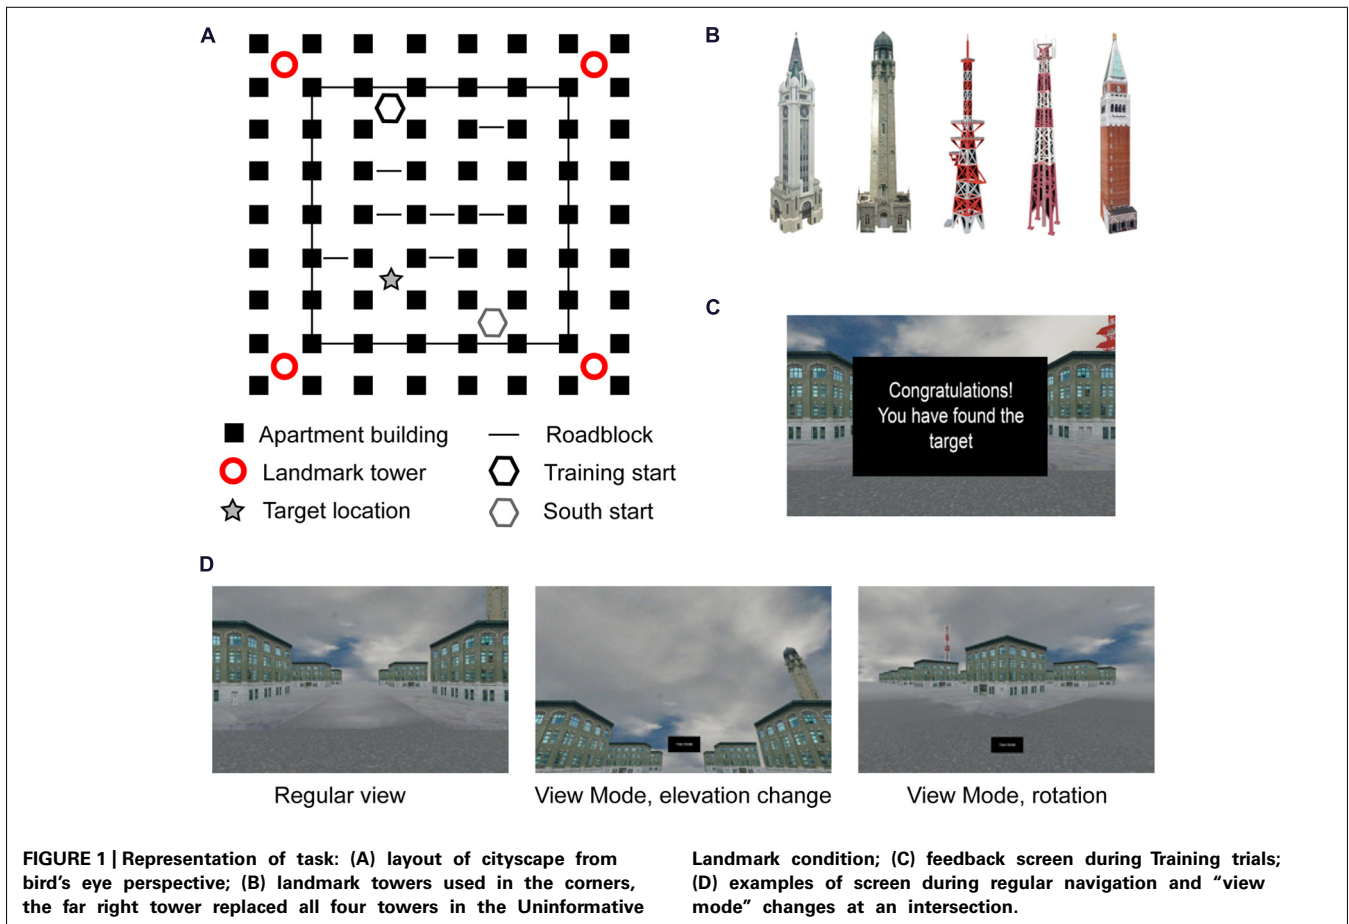 A
B
Apartment building
Roadblock
Landmark tower
Training start
Target location
South start
C
Congratulations!
You have found the
target
D
Regular view
View Mode, elevation change
View Mode, rotation
FIGURE 1 | Representation of task: (A) layout of cityscape from
bird's eye perspective; (B) landmark towers used in the corners,
the far right tower replaced all four towers in the Uninformative
Landmark condition; (C) feedback screen during Training trials;
(D) examples of screen during regular navigation and "view
mode" changes at an intersection.